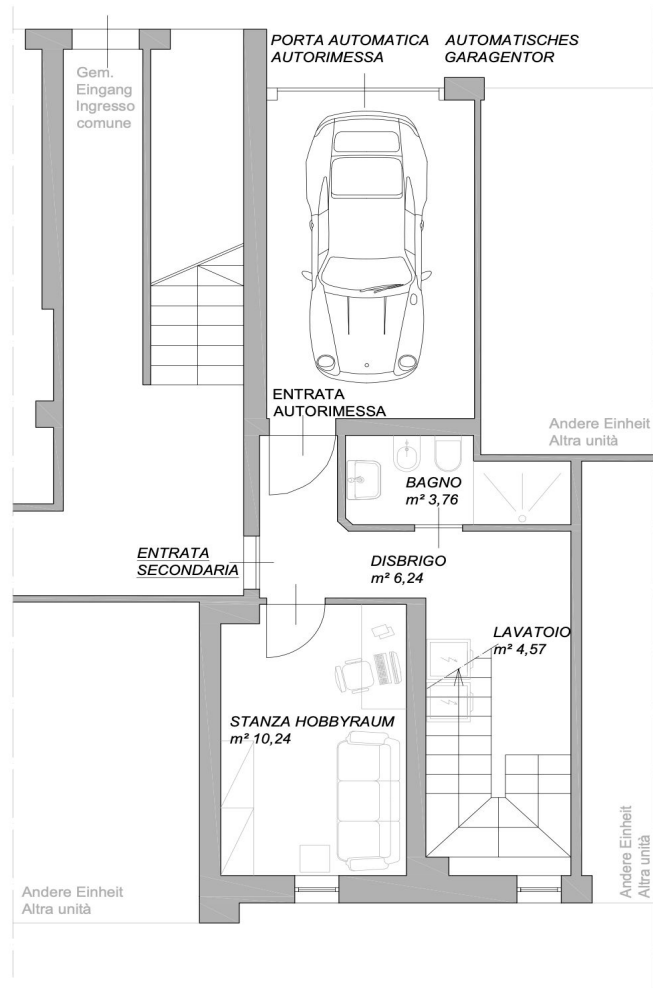 PORTA AUTOMATICA
AUTORIMESSA
AUTOMATISCHES
GARAGENTOR
Gem.
Eingang
Ingresso
comune
ENTRATA
AUTORIMESSA
Andere Einheit
Altra unità
BAGNO
m² 3,76
ENTRATA
SECONDARIA
DISBRIGO
m² 6,24
LAVATOIO
m² 4,57
STANZA HOBBYRAUM
m² 10,24
Andere Einheit
Altra unità
Andere Einheit
Altra unità